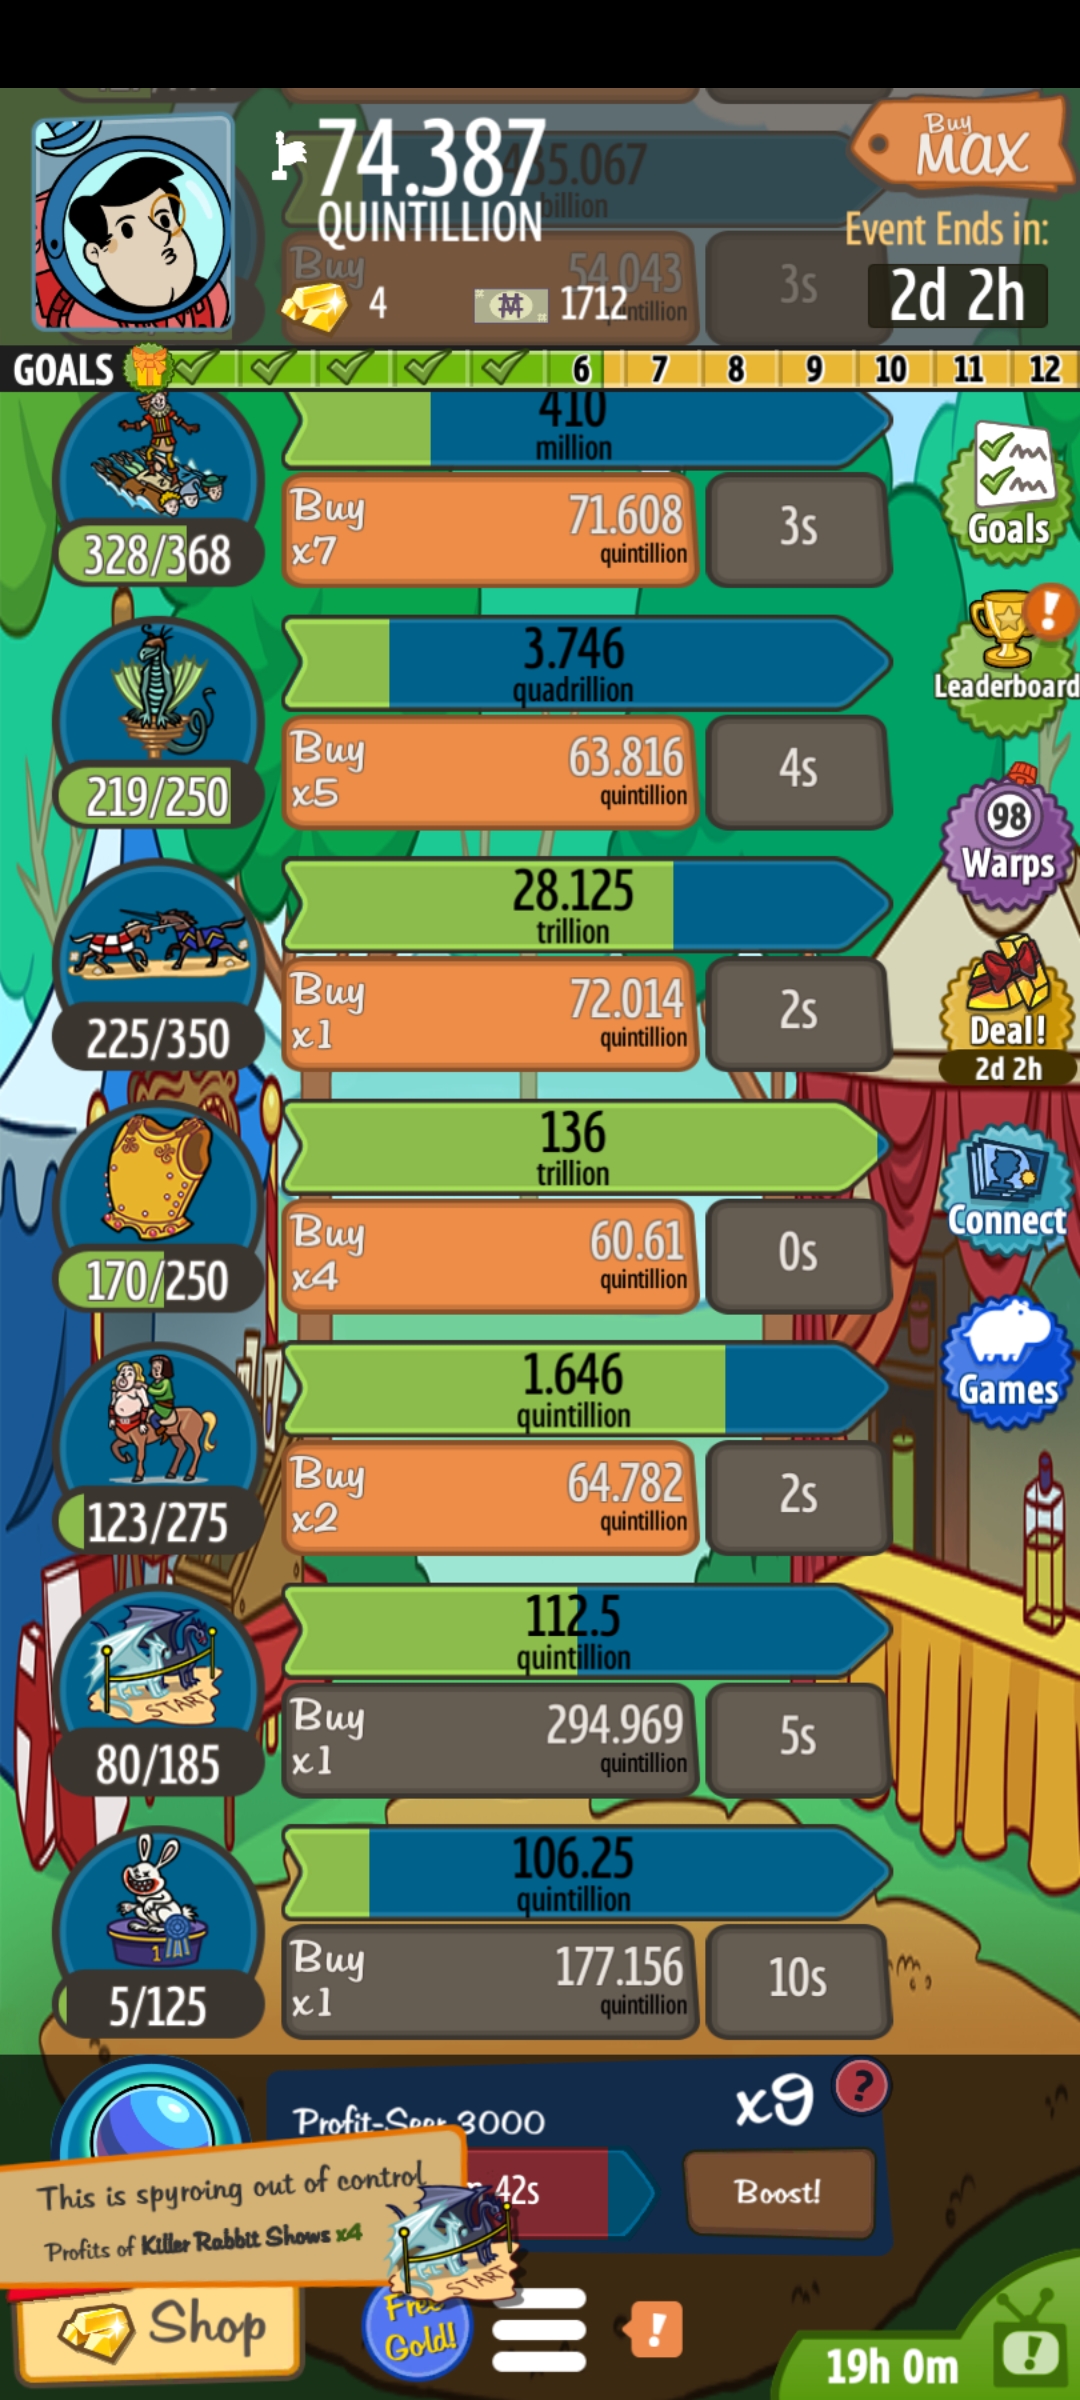 74.387
QUINTILLION
Buy
MAX
Event Ends in:
2d 2h
4
1712
billion
Buy
54.043
3s
GOALS
6
7
8
9
10
11
12
410
million
Buy
x7
71.608
quintillion
3s
328/368
Goals
3.746
quadrillion
Buy
x5
63.816
quintillion
4s
219/250
Leaderboard
98
Warps
28.125
trillion
Buy
x1
72.014
quintillion
2s
225/350
Deal!
2d 2h
136
trillion
Buy
x4
60.61
quintillion
0s
170/250
Connect
1.646
quintillion
Buy
x2
64.782
quintillion
2s
123/275
Games
112.5
quintillion
START
Buy
x1
294.969
quintillion
5s
80/185
106.25
quintillion
1
Buy
x1
177.156
quintillion
10s
5/125
Profit-Seer 3000
x9
?
42s
Boost!
This is spyroing out of control
Profits of Killer Rabbit Shows x4
START
Shop
Free
Gold!
!
19h 0m
!